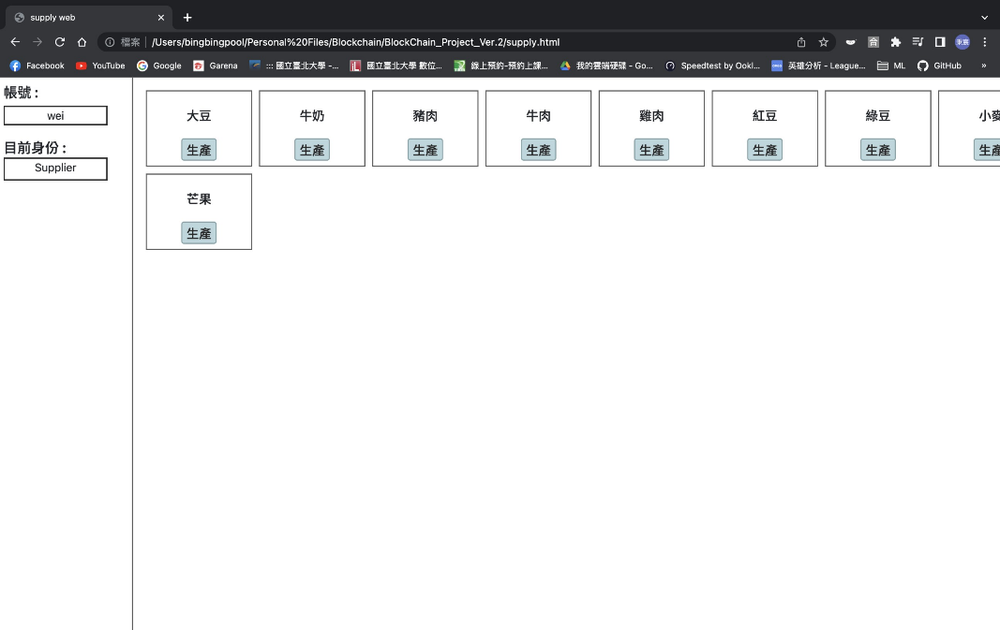 supply web
檔案 /Users/bingbingpool/Personal%20Files/Blockchain/BlockChain_Project_Ver.2/supply.html
合 秉宸
Facebook YouTube Google Garena ::: 國立臺北大學 -... 國立臺北大學 數位... 線上預約-預約上課... 我的雲端硬碟 - Go... Speedtest by Ookl... 英雄分析 - League... ML GitHub »
帳號 :
wei
目前身份 :
Supplier
大豆 牛奶 豬肉 牛肉 雞肉 紅豆 綠豆
生產 生產 生產 生產 生產 生產 生產
芒果
生產